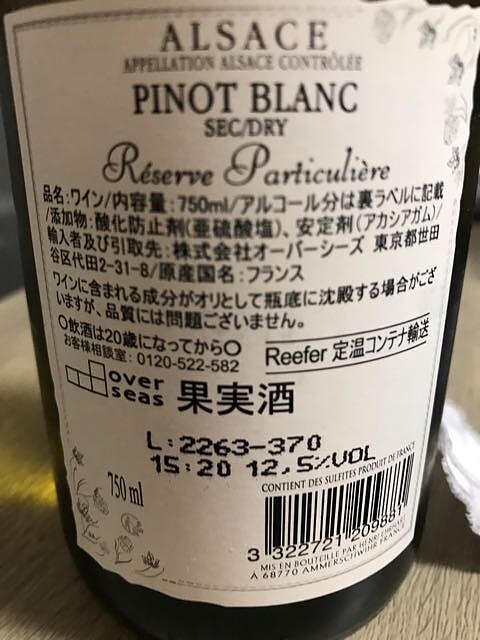 ALSACE
APPELLATION ALSACE CONTRÔLÉE
PINOT BLANC
SEC/DRY
Réserve Particulière
品名:ワイン/内容量:750ml/アルコール分は裏ラベルに記載
/添加物:酸化防止剤(亜硫酸塩)、安定剤(アカシアガム)/
輸入者及び引取先:株式会社オーバーシーズ 東京都世田
谷区代田2-31-8/原産国名:フランス
ワインに含まれる成分がオリとして瓶底に沈殿する場合がござ
いますが、品質には問題ございません。
〇飲酒は20歳になってから〇
お客様相談室:0120-522-582
Reefer 定温コンテナ輸送
over
seas
果実酒
L:2263-370
15:20 12,5%VOL
750 ml
CONTIENT DES SULFITES PRODUIT DE FRANCE
3 322721 209881
MIS EN BOUTEILLE PAR HENRI
À 68770 AMMERSCHWIHR FRANCE